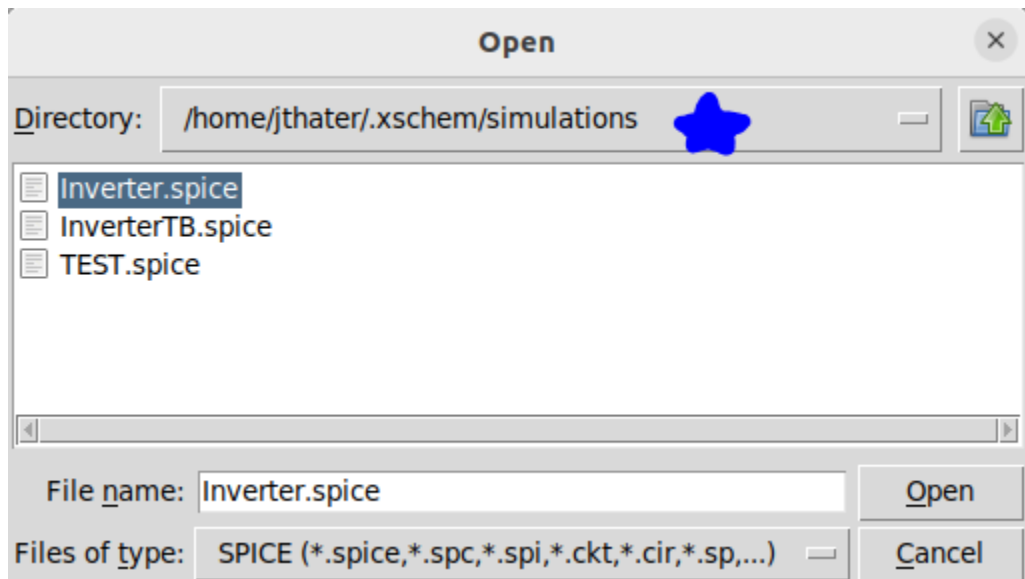 Open
Directory: /home/jthater/.xschem/simulations
Inverter.spice
InverterTB.spice
TEST.spice
File name: Inverter.spice Open
Files of type: SPICE (*.spice,*.spc,*.spi,*.ckt,*.cir,*.sp,...) Cancel